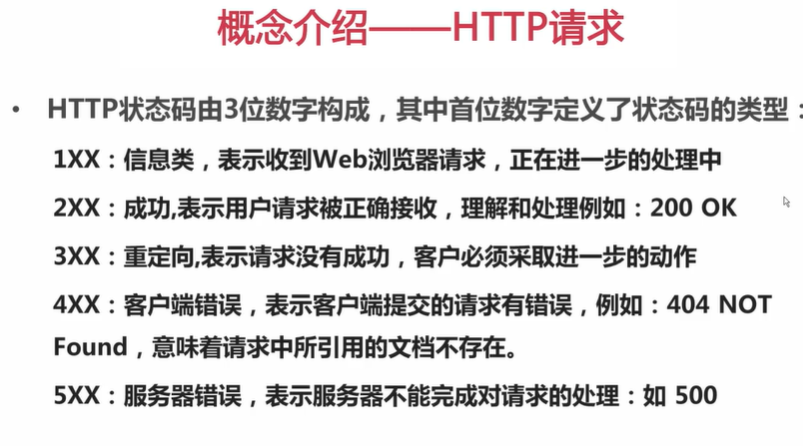 概念介绍——HTTP请求
• HTTP状态码由3位数字构成，其中首位数字定义了状态码的类型：
1XX：信息类，表示收到Web浏览器请求，正在进一步的处理中
2XX：成功,表示用户请求被正确接收，理解和处理例如：200 OK
3XX：重定向,表示请求没有成功，客户必须采取进一步的动作
4XX：客户端错误，表示客户端提交的请求有错误，例如：404 NOT
Found，意味着请求中所引用的文档不存在。
5XX：服务器错误，表示服务器不能完成对请求的处理：如 500